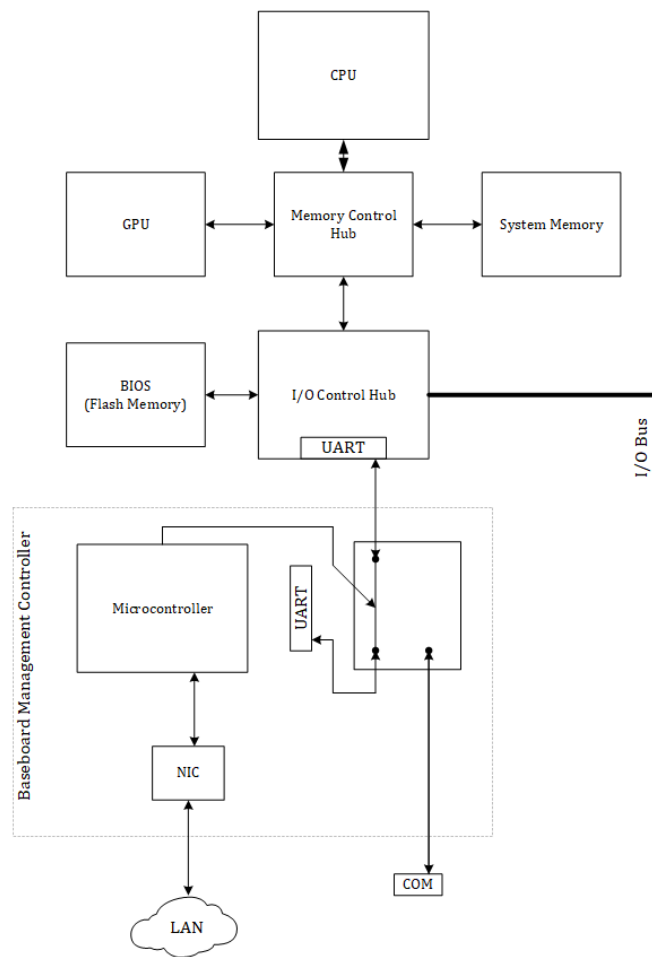 CPU
GPU
Memory Control
Hub
System Memory
BIOS
(Flash Memory)
I/O Control Hub
UART
I/O Bus
Baseboard Management Controller
Microcontroller
UART
NIC
COM
LAN